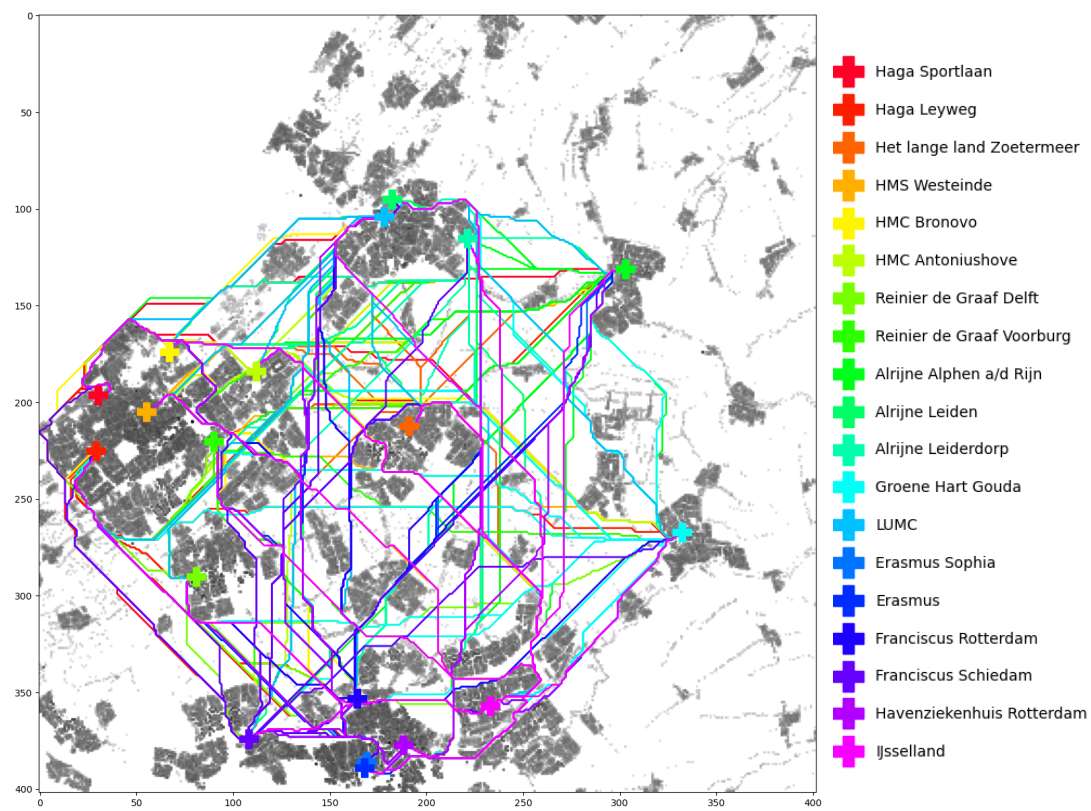 0
50
100
150
200
250
300
350
400
0
50
100
150
200
250
300
350
400
Haga Sportlaan
Haga Leyweg
Het lange land Zoetermeer
HMS Westeinde
HMC Bronovo
HMC Antoniushove
Reinier de Graaf Delft
Reinier de Graaf Voorburg
Alrijne Alphen a/d Rijn
Alrijne Leiden
Alrijne Leiderdorp
Groene Hart Gouda
LUMC
Erasmus Sophia
Erasmus
Franciscus Rotterdam
Franciscus Schiedam
Havenziekenhuis Rotterdam
IJsselland